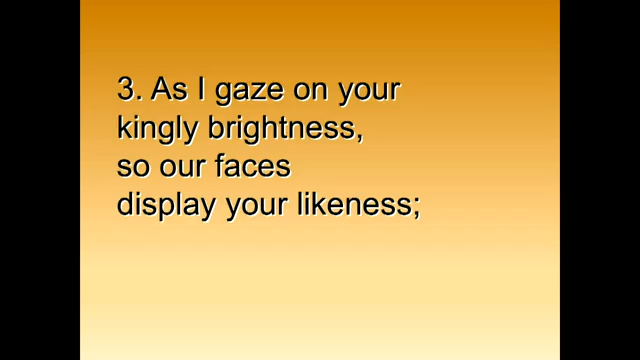 3. As I gaze on your
kingly brightness,
so our faces
display your likeness;